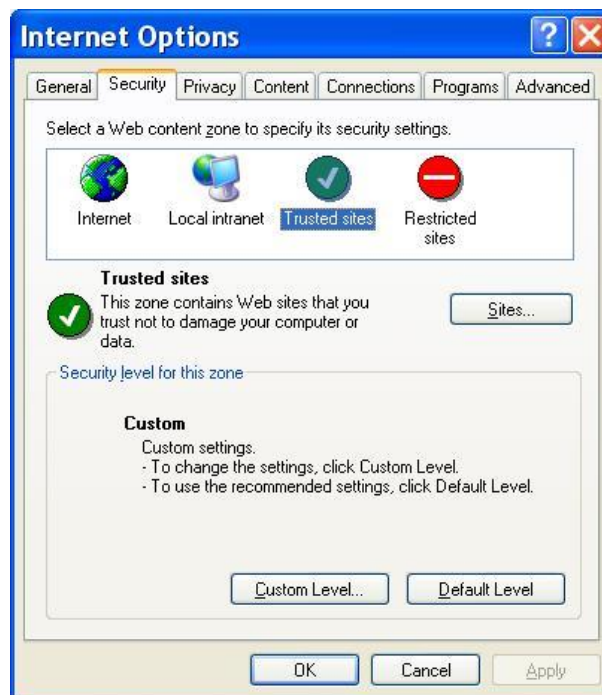 Internet Options
General Security Privacy Content Connections Programs Advanced
Select a Web content zone to specify its security settings.
Internet Local intranet Trusted sites Restricted
sites
Trusted sites
This zone contains Web sites that you
trust not to damage your computer or
data.
Sites...
Security level for this zone
Custom
Custom settings.
- To change the settings, click Custom Level.
- To use the recommended settings, click Default Level.
Custom Level... Default Level
OK Cancel Apply